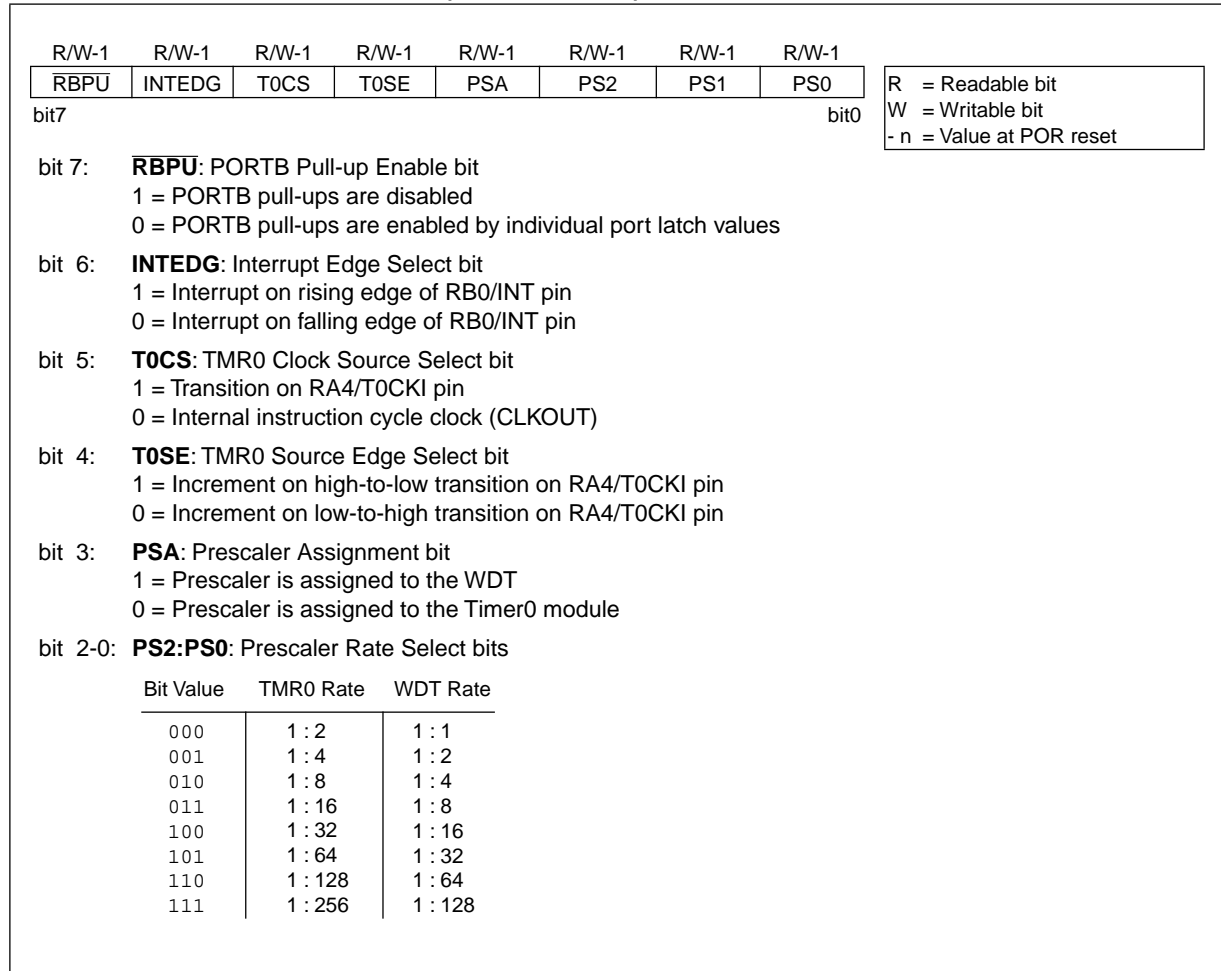 R/W-1 R/W-1 R/W-1 R/W-1 R/W-1 R/W-1 R/W-1 R/W-1
RBPU INTEDG T0CS T0SE PSA PS2 PS1 PS0
bit7 bit0
R = Readable bit
W = Writable bit
- n = Value at POR reset
bit 7: RBPU: PORTB Pull-up Enable bit
1 = PORTB pull-ups are disabled
0 = PORTB pull-ups are enabled by individual port latch values
bit 6: INTEDG: Interrupt Edge Select bit
1 = Interrupt on rising edge of RB0/INT pin
0 = Interrupt on falling edge of RB0/INT pin
bit 5: T0CS: TMR0 Clock Source Select bit
1 = Transition on RA4/T0CKI pin
0 = Internal instruction cycle clock (CLKOUT)
bit 4: T0SE: TMR0 Source Edge Select bit
1 = Increment on high-to-low transition on RA4/T0CKI pin
0 = Increment on low-to-high transition on RA4/T0CKI pin
bit 3: PSA: Prescaler Assignment bit
1 = Prescaler is assigned to the WDT
0 = Prescaler is assigned to the Timer0 module
bit 2-0: PS2:PS0: Prescaler Rate Select bits
Bit Value TMR0 Rate WDT Rate
000 1 : 2 1 : 1
001 1 : 4 1 : 2
010 1 : 8 1 : 4
011 1 : 16 1 : 8
100 1 : 32 1 : 16
101 1 : 64 1 : 32
110 1 : 128 1 : 64
111 1 : 256 1 : 128